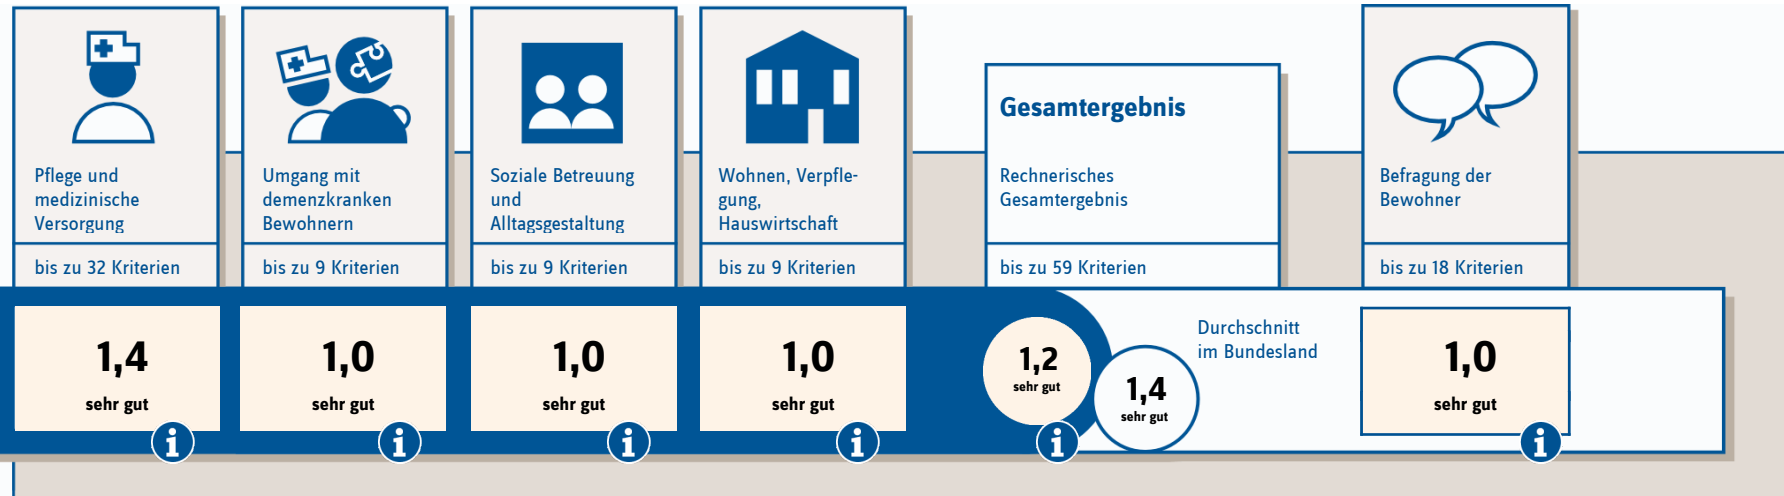 Pflege und
medizinische
Versorgung
bis zu 32 Kriterien
1,4
sehr gut
i
Umgang mit
demenzkranken
Bewohnern
bis zu 9 Kriterien
1,0
sehr gut
i
Soziale Betreuung
und
Alltagsgestaltung
bis zu 9 Kriterien
1,0
sehr gut
i
Wohnen, Verpfle-
gung,
Hauswirtschaft
bis zu 9 Kriterien
1,0
sehr gut
i
Gesamtergebnis
Rechnerisches
Gesamtergebnis
bis zu 59 Kriterien
1,2
sehr gut
i
1,4
sehr gut
Durchschnitt
im Bundesland
Befragung der
Bewohner
bis zu 18 Kriterien
1,0
sehr gut
i